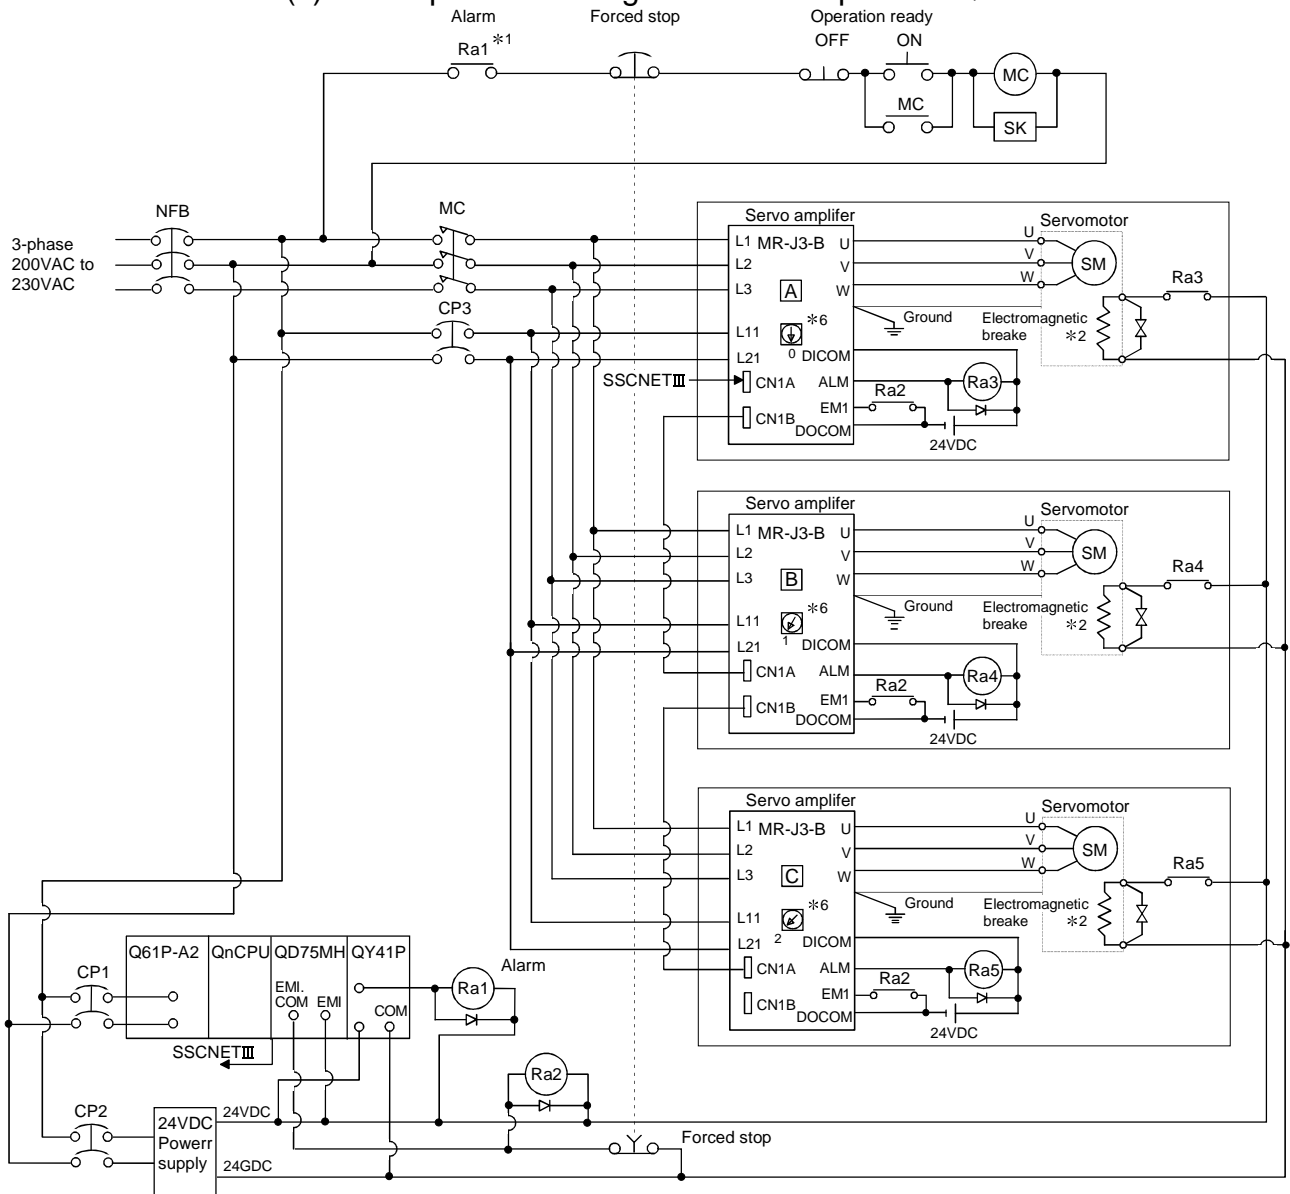 Alarm
Forced stop
Operation ready
Ra1 *1
OFF
ON
MC
MC
SK
NFB
MC
3-phase
200VAC to
230VAC
CP3
Servo amplifer
L1 MR-J3-B U
L2 V
L3 A W
*6
L11
0 DICOM
L21
SSCNETⅢ
CN1A ALM
EM1
CN1B
DOCOM
Ground
Ra2
Ra3
24VDC
Servomotor
U
V
W
SM
Electromagnetic
breake
*2
Ra3
Servo amplifer
L1 MR-J3-B U
L2 V
L3 B W
*6
L11
1 DICOM
L21
CN1A ALM
EM1
CN1B
DOCOM
Ground
Ra2
Ra4
24VDC
Servomotor
U
V
W
SM
Electromagnetic
breake
*2
Ra4
Servo amplifer
L1 MR-J3-B U
L2 V
L3 C W
*6
L11
2 DICOM
L21
CN1A ALM
EM1
CN1B
DOCOM
Ground
Ra2
Ra5
24VDC
Servomotor
U
V
W
SM
Electromagnetic
breake
*2
Ra5
CP1
Q61P-A2 QnCPU QD75MH QY41P
EMI.
COM EMI
COM
Alarm
Ra1
SSCNETⅢ
Ra2
CP2
24VDC
Powerr
supply
24VDC
24GDC
Forced stop